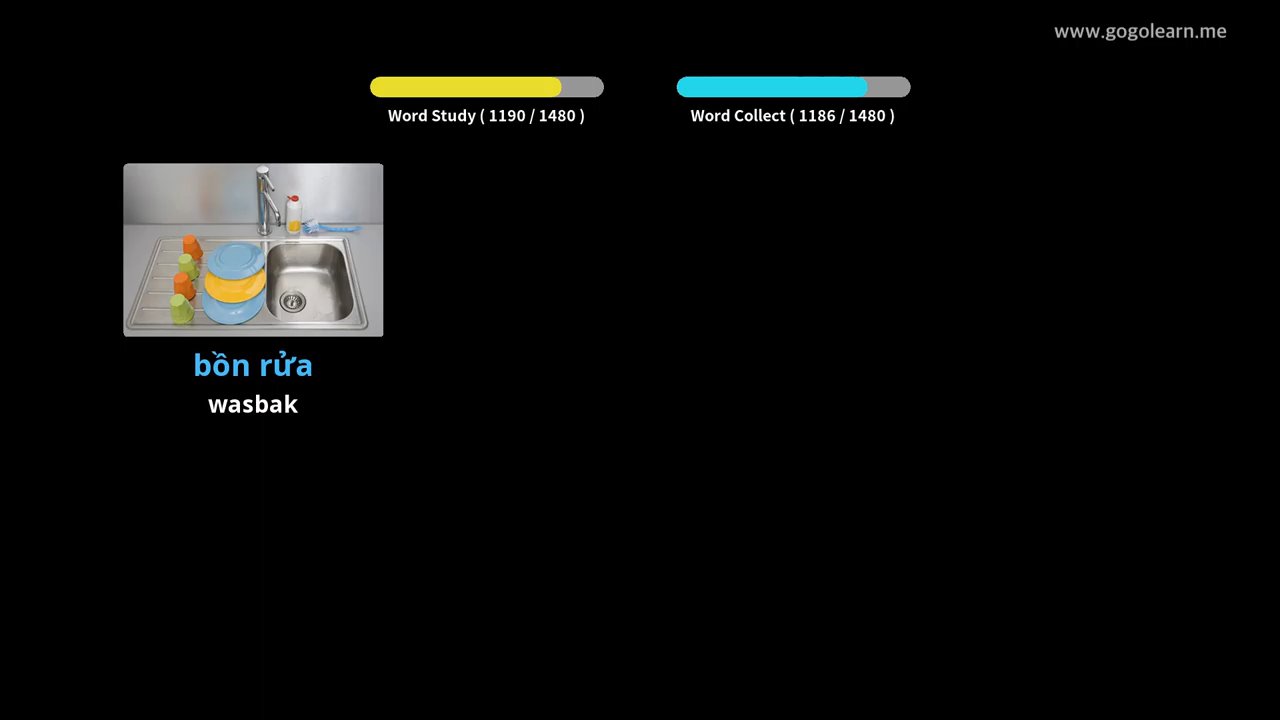 www.gogolearn.me
Word Study ( 1190 / 1480 )
Word Collect ( 1186 / 1480 )
bồn rửa
wasbak